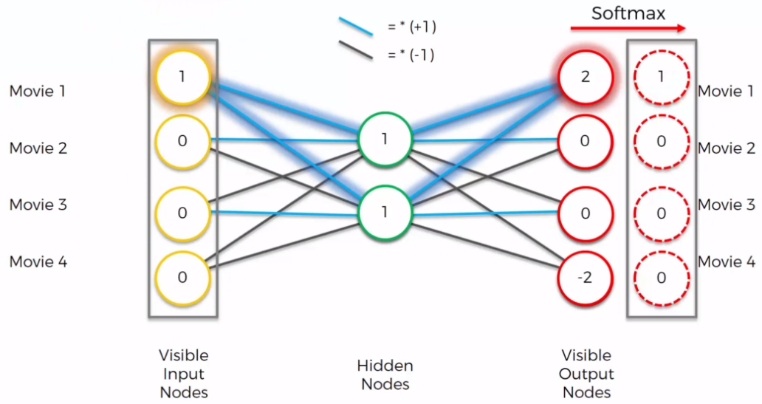 Softmax
= * (+1)
= * (-1)
Movie 1
1
2
1
Movie 1
Movie 2
0
1
0
0
Movie 2
Movie 3
0
1
0
0
Movie 3
Movie 4
0
-2
0
Movie 4
Visible
Input
Nodes
Hidden
Nodes
Visible
Output
Nodes